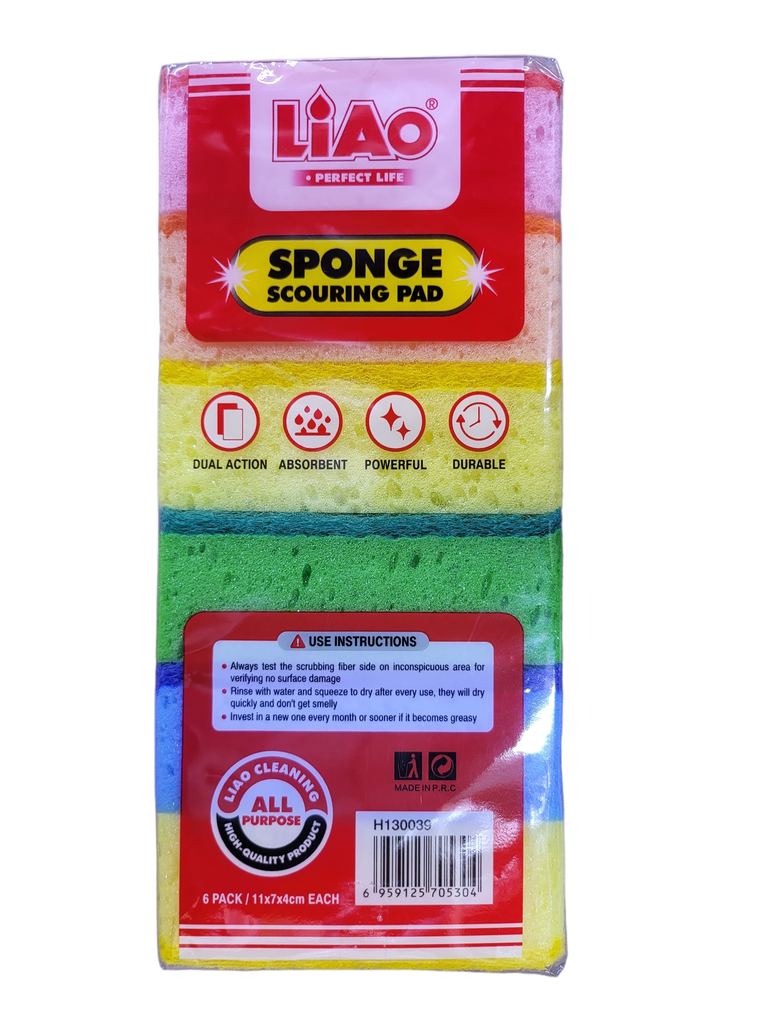 LiAO®
• PERFECT LIFE
SPONGE
SCOURING PAD
DUAL ACTION ABSORBENT POWERFUL DURABLE
USE INSTRUCTIONS
• Always test the scrubbing fiber side on inconspicuous area for
verifying no surface damage
• Rinse with water and squeeze to dry after every use, they will dry
quickly and don't get smelly
• Invest in a new one every month or sooner if it becomes greasy
LIAO CLEANING
ALL
PURPOSE
HIGH-QUALITY PRODUCT
MADE IN P.R.C
H130039
6 959125 705304
6 PACK / 11x7x4cm EACH